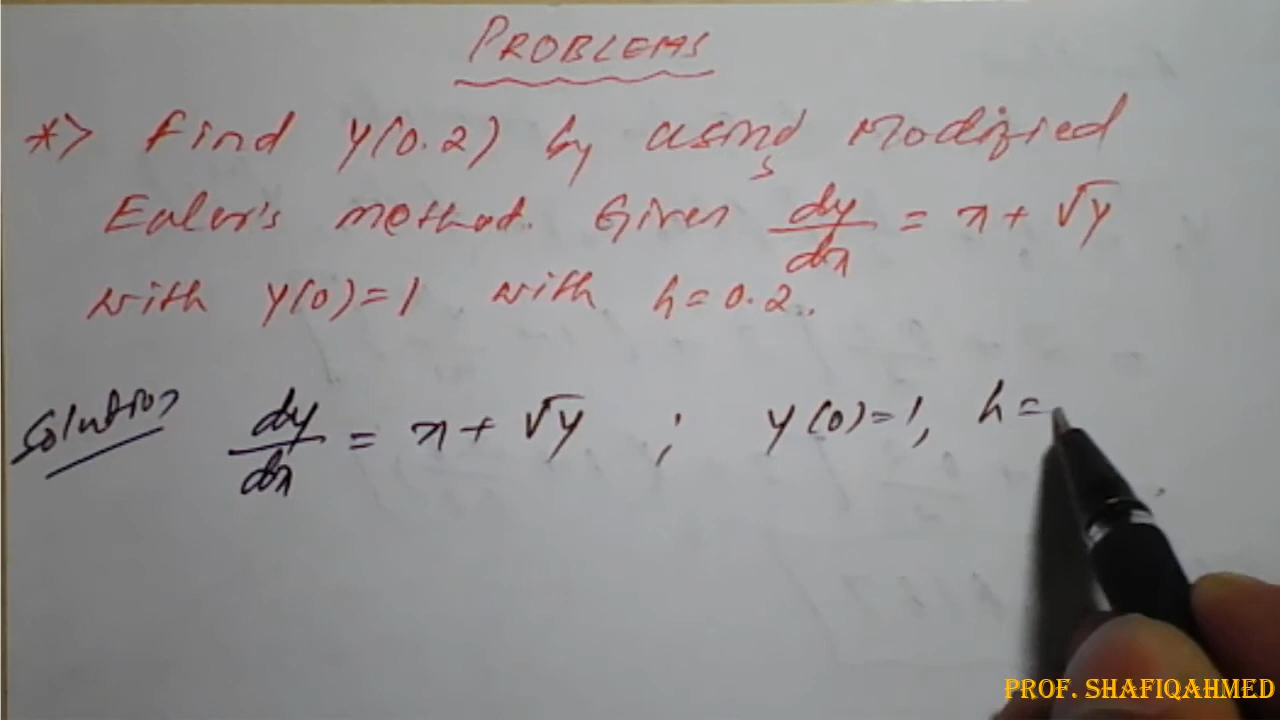 PROBLEMS
*> Find y(0.2) by using Modified
Euler's method. Given dy/dx = x + √y
with y(0)=1 with h=0.2.
Solution dy/dx = x + √y ; y(0)=1, h=
PROF. SHAFIQAHMED